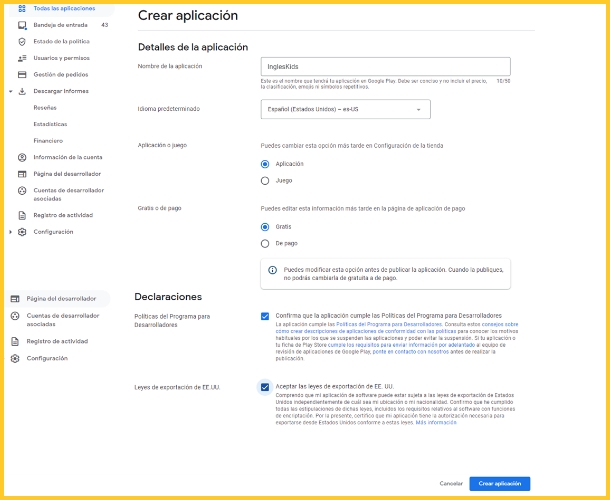 Todas las aplicaciones
Bandeja de entrada 43
Estado de la política
Usuarios y permisos
Gestión de pedidos
Descargar informes
Reseñas
Estadísticas
Financiero
Información de la cuenta
Página del desarrollador
Cuentas de desarrollador
asociadas
Registro de actividad
Configuración
Página del desarrollador
Cuentas de desarrollador
asociadas
Registro de actividad
Configuración
Crear aplicación
Detalles de la aplicación
Nombre de la aplicación
InglesKids
Este es el nombre que tendrá la aplicación en Google Play. Debe ser conciso y no incluir el precio,
la clasificación, emojis ni símbolos repetitivos.
10/50
Idioma predeterminado
Español (Estados Unidos) – es-US
Aplicación o juego
Puedes cambiar esta opción más tarde en Configuración de la tienda
Aplicación
Juego
Gratis o de pago
Puedes editar esta información más tarde en la página de aplicación de pago
Gratis
De pago
Puedes modificar esta opción antes de publicar la aplicación. Cuando la publiques,
no podrás cambiarla de gratuita a de pago.
Declaraciones
Políticas del Programa para
Desarrolladores
Confirma que la aplicación cumple las Políticas del Programa para Desarrolladores
La aplicación cumple las Políticas del Programa para Desarrolladores. Consulta estos consejos sobre
cómo crear descripciones de aplicaciones de conformidad con las políticas para conocer los motivos
habituales por los que se suspenden las aplicaciones y poder evitar la suspensión. Si tu aplicación o
tu ficha de Play Store cumple los requisitos para enviar información por adelantado al equipo de
revisión de aplicaciones de Google Play, ponte en contacto con nosotros antes de realizar la
publicación.
Leyes de exportación de EE.UU.
Aceptar las leyes de exportación de EE. UU.
Comprendo que mi aplicación de software puede estar sujeta a las leyes de exportación de Estados
Unidos independientemente de cuál sea mi ubicación o mi nacionalidad. Confirmo que he cumplido
todas las estipulaciones de dichas leyes, incluidos los requisitos relativos al software con funciones
de encriptación. Por la presente, certifico que mi aplicación tiene la autorización necesaria para
exportarse desde Estados Unidos conforme a estas leyes. Más información
Cancelar
Crear aplicación